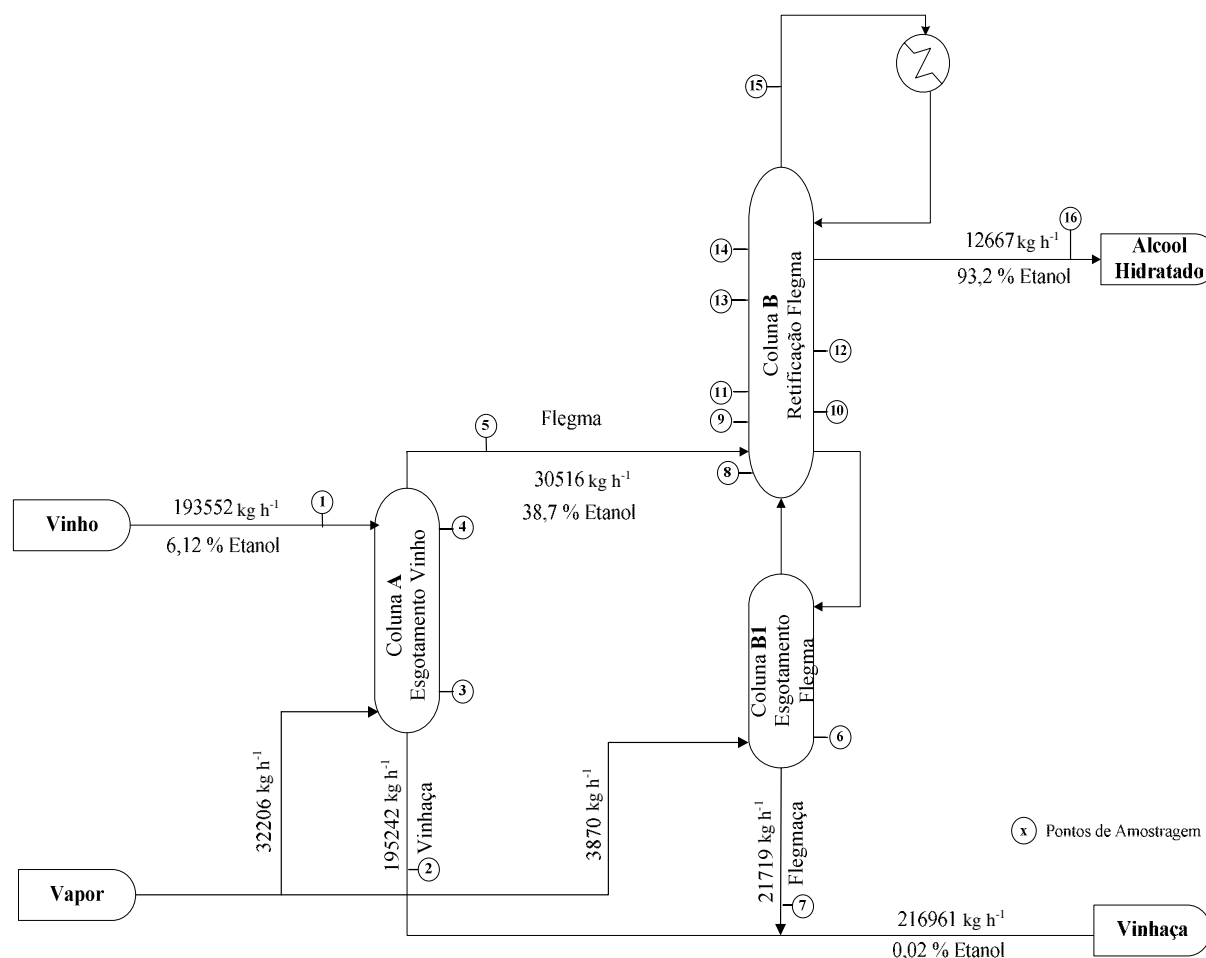 15
14
13
11
9
8
12
10
Coluna B
Retificação Flegma
16
12667 kg h⁻¹
93,2 % Etanol
Alcool
Hidratado
5
Flegma
30516 kg h⁻¹
38,7 % Etanol
Vinho
193552 kg h⁻¹
1
6,12 % Etanol
4
3
Coluna A
Esgotamento Vinho
Coluna B1
Esgotamento
Flegma
6
32206 kg h⁻¹
195242 kg h⁻¹
Vinhaça
2
3870 kg h⁻¹
21719 kg h⁻¹
Flegmaça
7
x Pontos de Amostragem
Vapor
216961 kg h⁻¹
0,02 % Etanol
Vinhaça